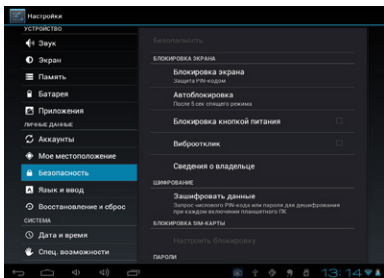 Настройки
УСТРОЙСТВО
Звук
Экран
Память
Батарея
Приложения
ЛИЧНЫЕ ДАННЫЕ
Аккаунты
Мое местоположение
Безопасность
Язык и ввод
Восстановление и сброс
СИСТЕМА
Дата и время
Спец. возможности
Безопасность
БЛОКИРОВКА ЭКРАНА
Блокировка экрана
Защита PIN-кодом
Автоблокировка
После 5 сек спящего режима
Блокировка кнопкой питания
Виброотклик
Сведения о владельце
ШИФРОВАНИЕ
Зашифровать данные
Запрос числового PIN-кода или пароля для дешифрования
при каждом включении планшетного ПК
БЛОКИРОВКА SIM-КАРТЫ
Настроить блокировку
ПАРОЛИ
13:14